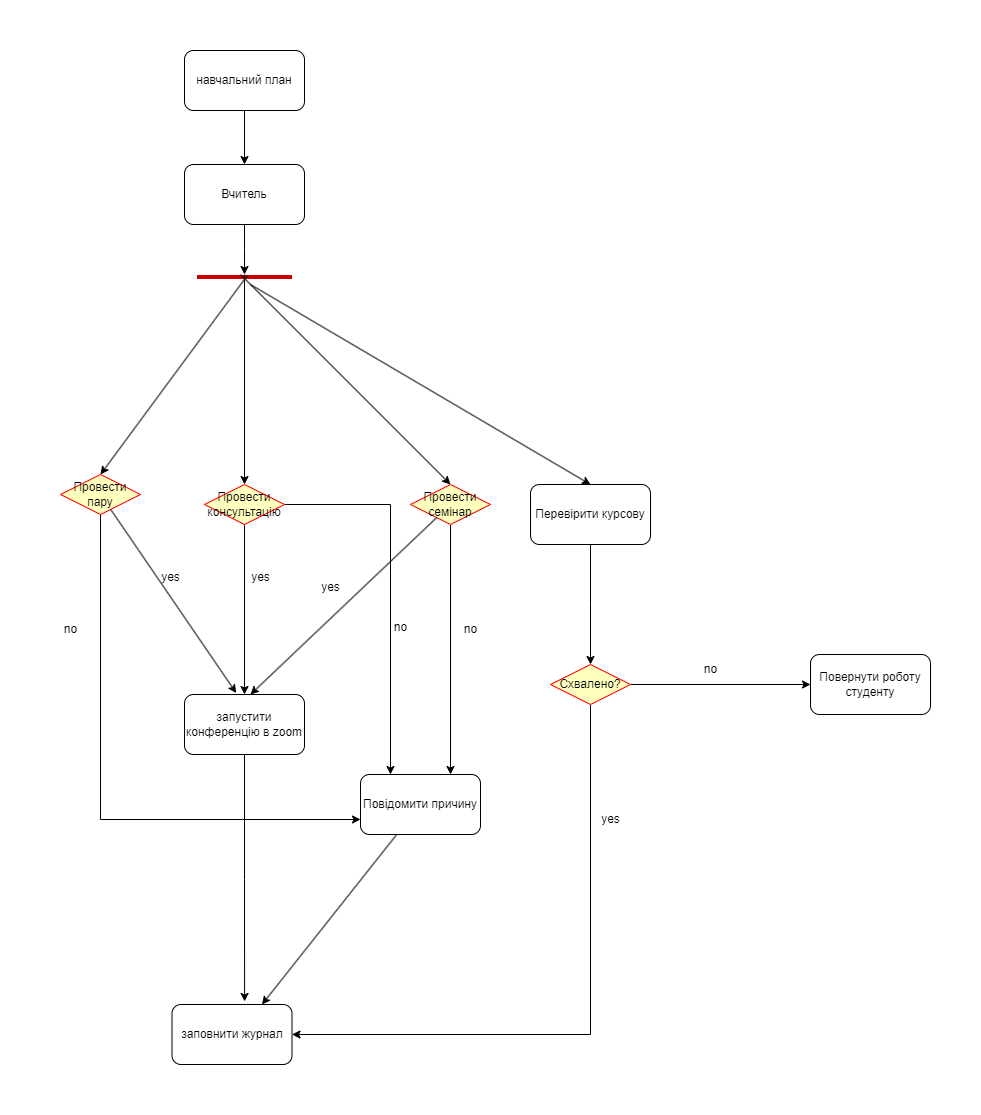 навчальний план
Вчитель
Провести
пару
Провести
консультацію
Провести
семінар
Перевірити курсову
yes
yes
yes
no
no
no
Схвалено?
no
Повернути роботу
студенту
запустити
конференцію в zoom
Повідомити причину
yes
заповнити журнал